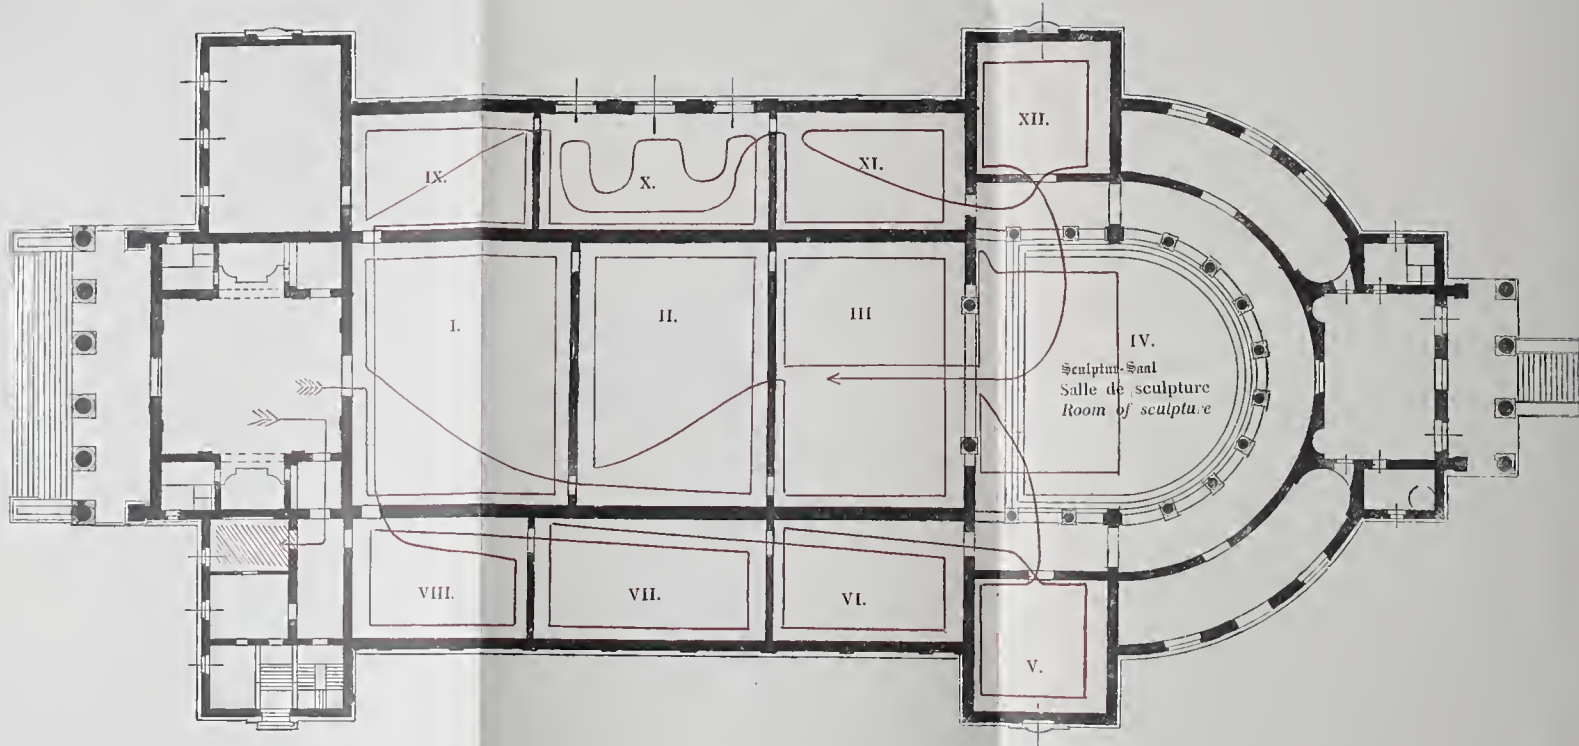 XII.
IX.
X.
XI.
I.
II.
III
IV.
Sculptur-Saal
Salle de sculpture
Room of sculpture
VIII.
VII.
VI.
V.